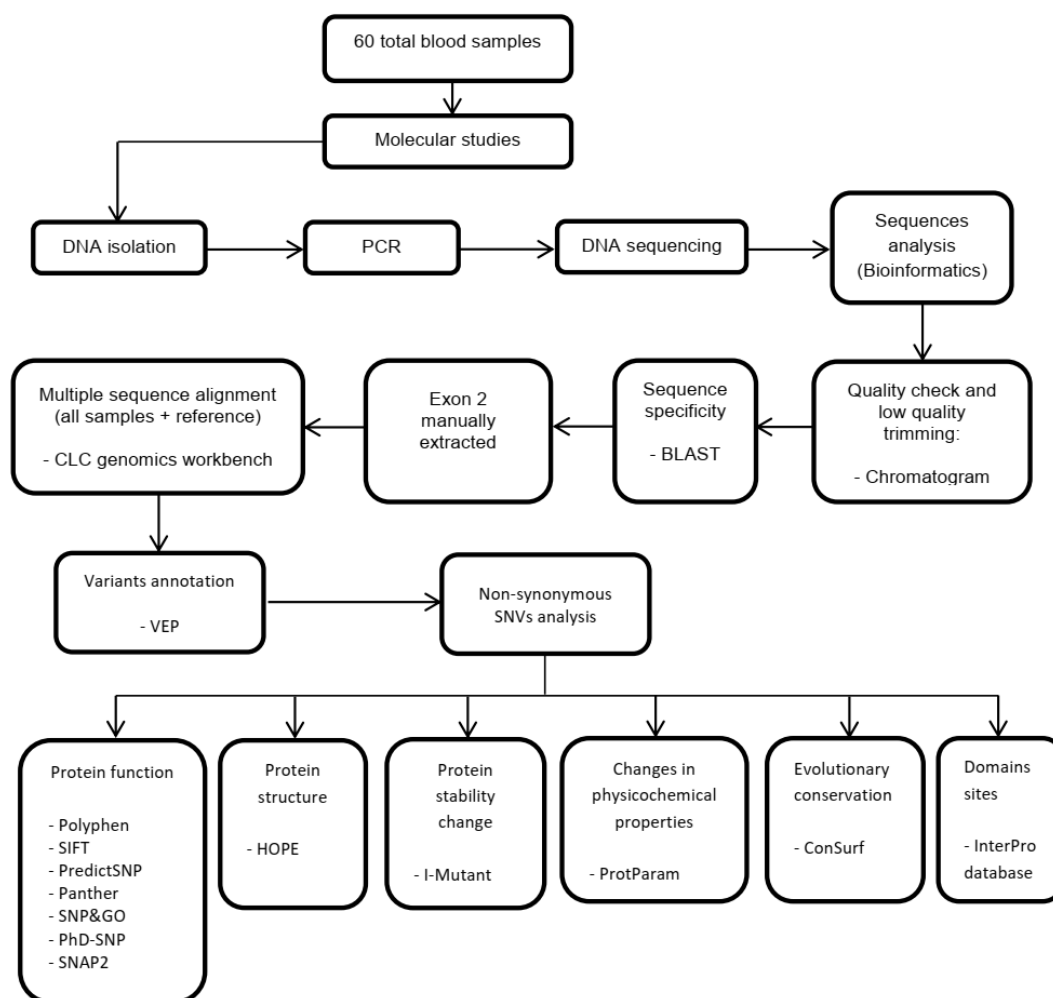 60 total blood samples
Molecular studies
DNA isolation
PCR
DNA sequencing
Sequences
analysis
(Bioinformatics)
Multiple sequence alignment
(all samples + reference)
- CLC genomics workbench
Exon 2
manually
extracted
Sequence
specificity
- BLAST
Quality check and
low quality
trimming:
- Chromatogram
Variants annotation
- VEP
Non-synonymous
SNVs analysis
Protein function
- Polyphen
- SIFT
- PredictSNP
- Panther
- SNP&GO
- PhD-SNP
- SNAP2
Protein
structure
- HOPE
Protein
stability
change
- I-Mutant
Changes in
physicochemical
properties
- ProtParam
Evolutionary
conservation
- ConSurf
Domains
sites
- InterPro
database